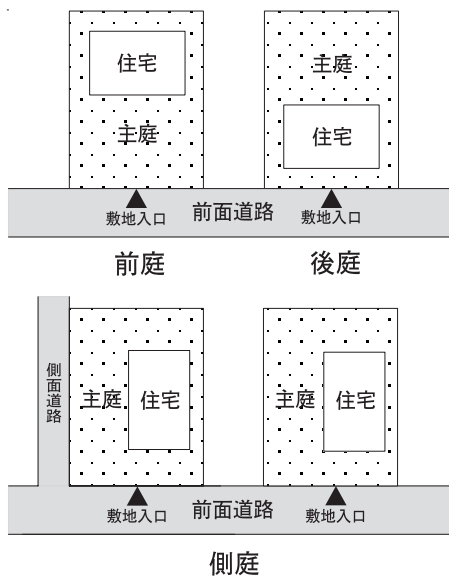 住宅
主庭
主庭
住宅
敷地入口
前面道路
敷地入口
前庭
後庭
側面道路
主庭
住宅
主庭
住宅
敷地入口
前面道路
敷地入口
側庭